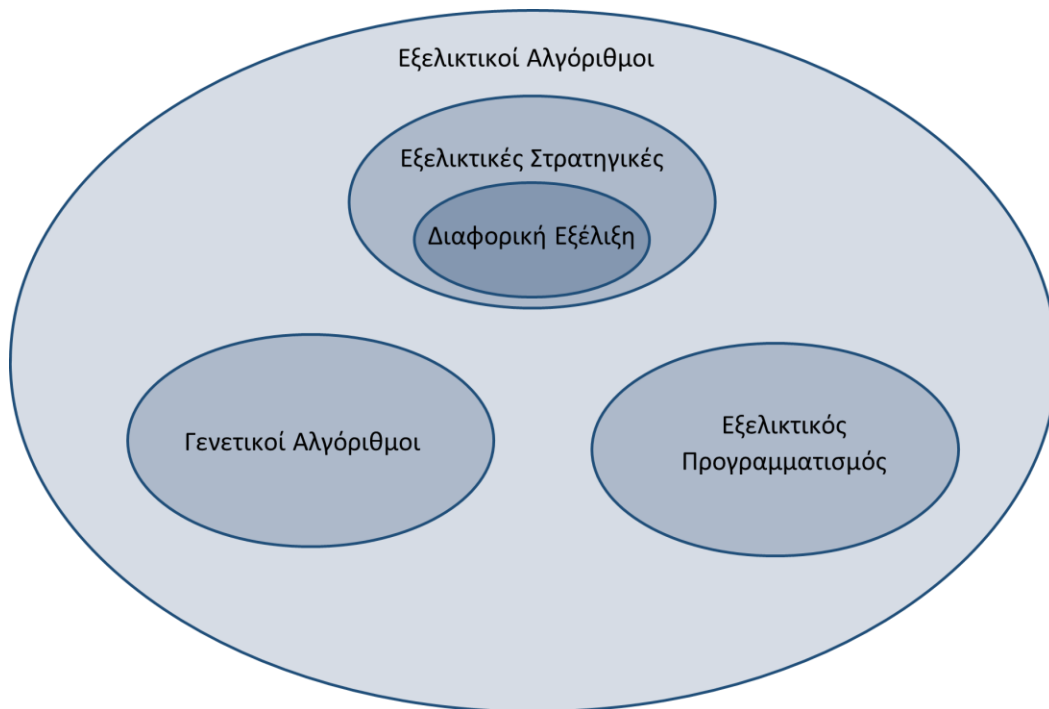 Εξελικτικοί Αλγόριθμοι
Εξελικτικές Στρατηγικές
Διαφορική Εξέλιξη
Γενετικοί Αλγόριθμοι
Εξελικτικός
Προγραμματισμός